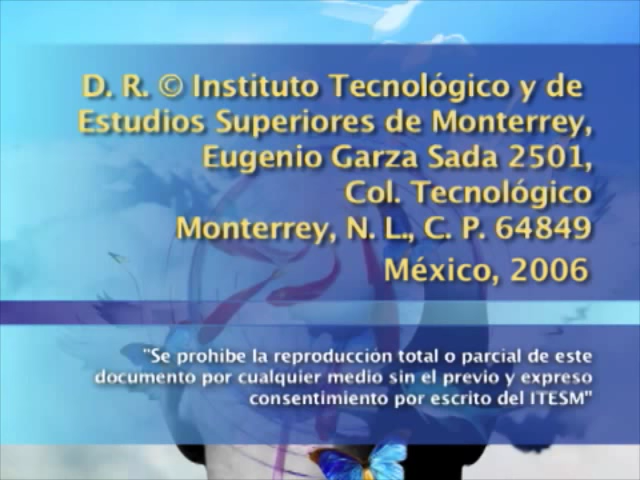 D. R. © Instituto Tecnológico y de
Estudios Superiores de Monterrey,
Eugenio Garza Sada 2501,
Col. Tecnológico
Monterrey, N. L., C. P. 64849
México, 2006
"Se prohibe la reproducción total o parcial de este
documento por cualquier medio sin el previo y expreso
consentimiento por escrito del ITESM"